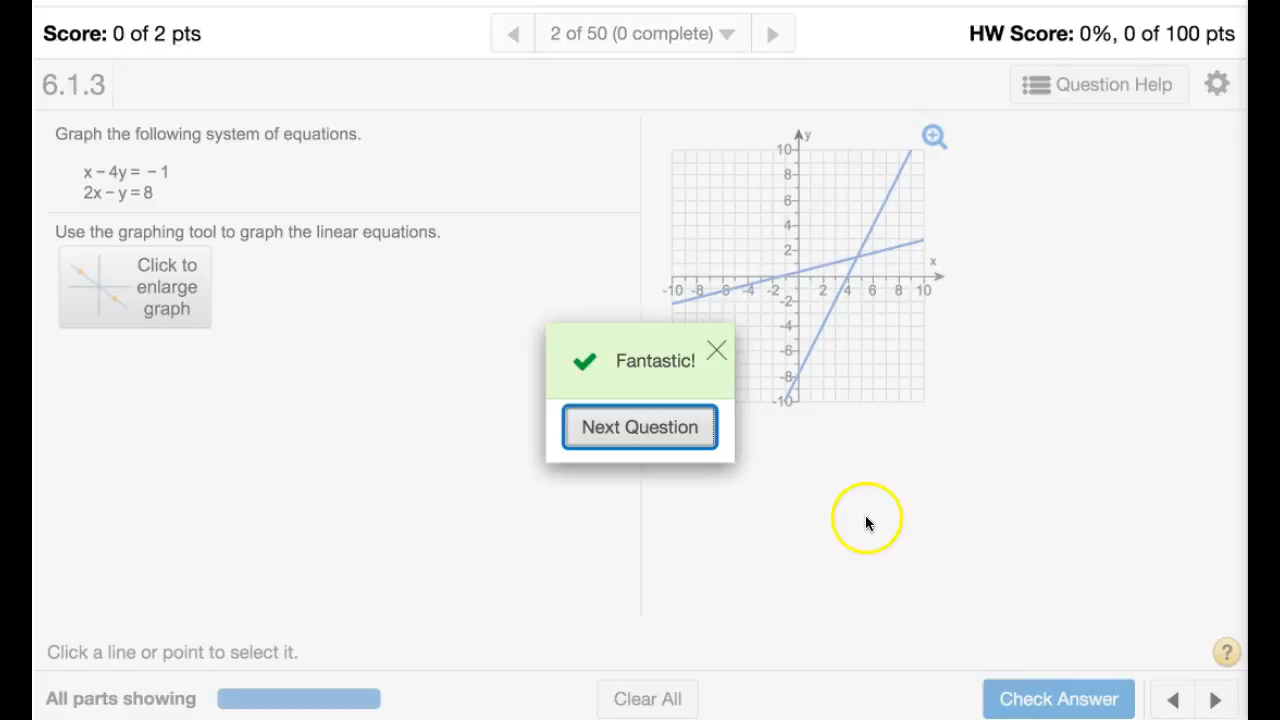 Score: 0 of 2 pts
2 of 50 (0 complete)
HW Score: 0%, 0 of 100 pts
6.1.3
Question Help
Graph the following system of equations.
x − 4y = − 1
2x − y = 8
Use the graphing tool to graph the linear equations.
Click to
enlarge
graph
y
10
8
6
4
2
x
-10 -8 -6 -4 -2 2 4 6 8 10
-2
-4
-6
-8
-10
Fantastic!
Next Question
Click a line or point to select it.
?
All parts showing
Clear All
Check Answer